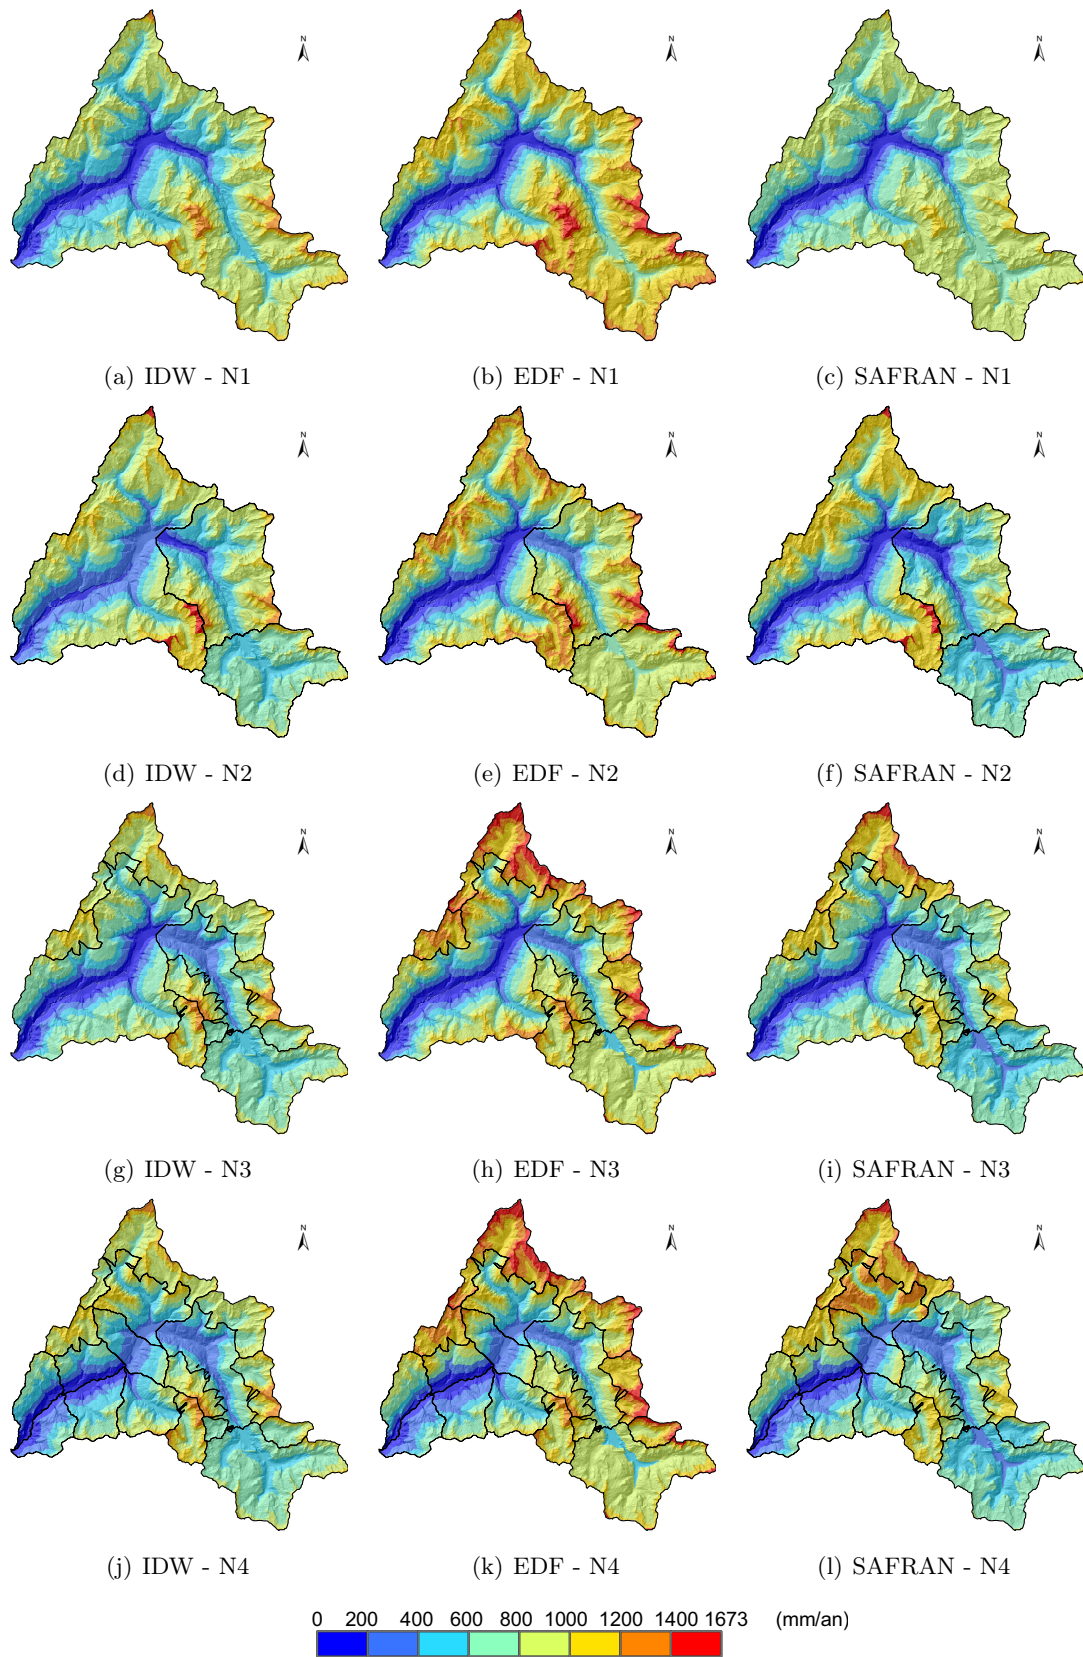 N N N
(a) IDW - N1 (b) EDF - N1 (c) SAFRAN - N1
N N N
(d) IDW - N2 (e) EDF - N2 (f) SAFRAN - N2
N N N
(g) IDW - N3 (h) EDF - N3 (i) SAFRAN - N3
N N N
(j) IDW - N4 (k) EDF - N4 (l) SAFRAN - N4
0 200 400 600 800 1000 1200 1400 1673 (mm/an)